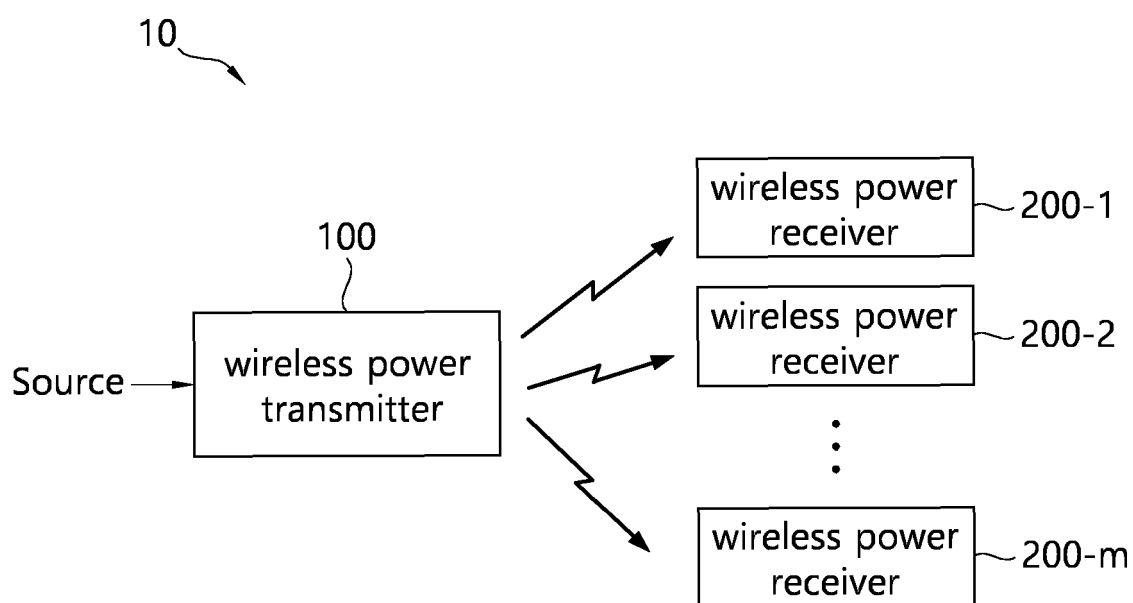 10
100
Source
wireless power
transmitter
wireless power
receiver
200-1
wireless power
receiver
200-2
wireless power
receiver
200-m